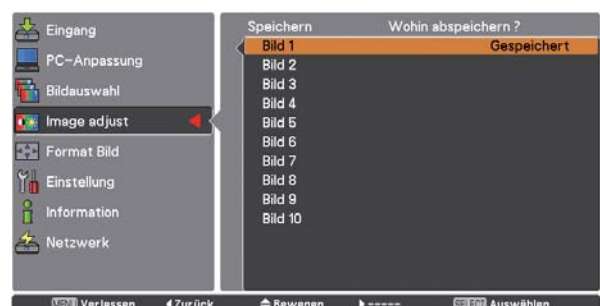 Eingang
PC-Anpassung
Bildauswahl
Image adjust
Format Bild
Einstellung
Information
Netzwerk
Speichern Wohin abspeichern ?
Bild 1 Gespeichert
Bild 2
Bild 3
Bild 4
Bild 5
Bild 6
Bild 7
Bild 8
Bild 9
Bild 10
MENU Verlassen Zurück Bewegen ----- SELECT Auswählen